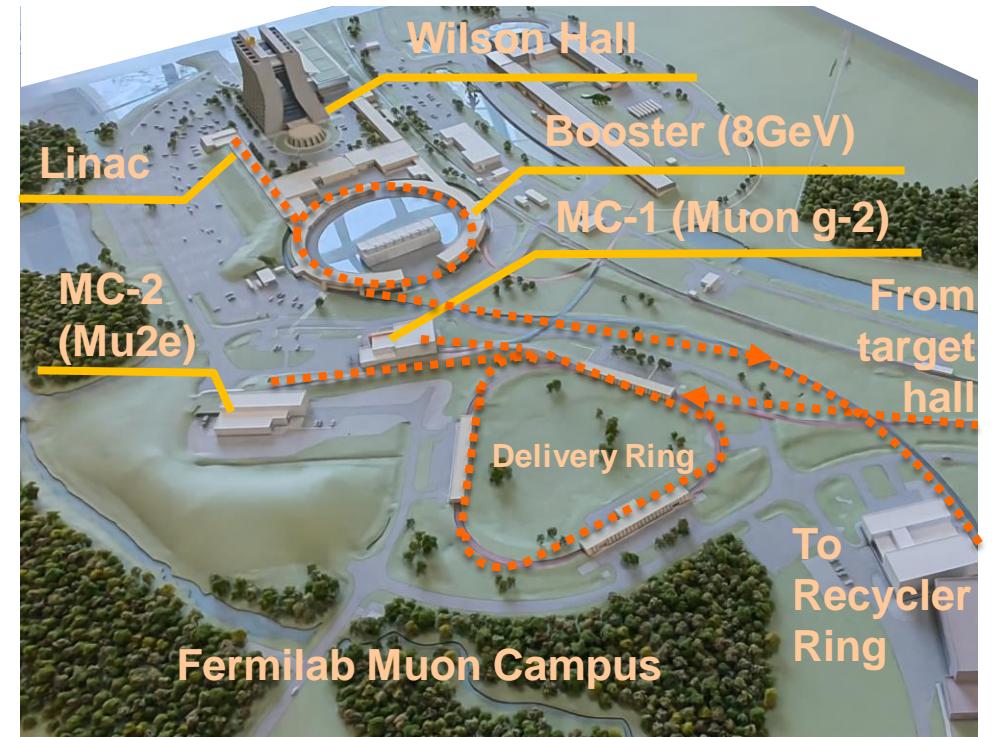 Wilson Hall
Booster (8GeV)
Linac
MC-1 (Muon g-2)
MC-2
(Mu2e)
From
target
hall
Delivery Ring
To
Recycler
Ring
Fermilab Muon Campus